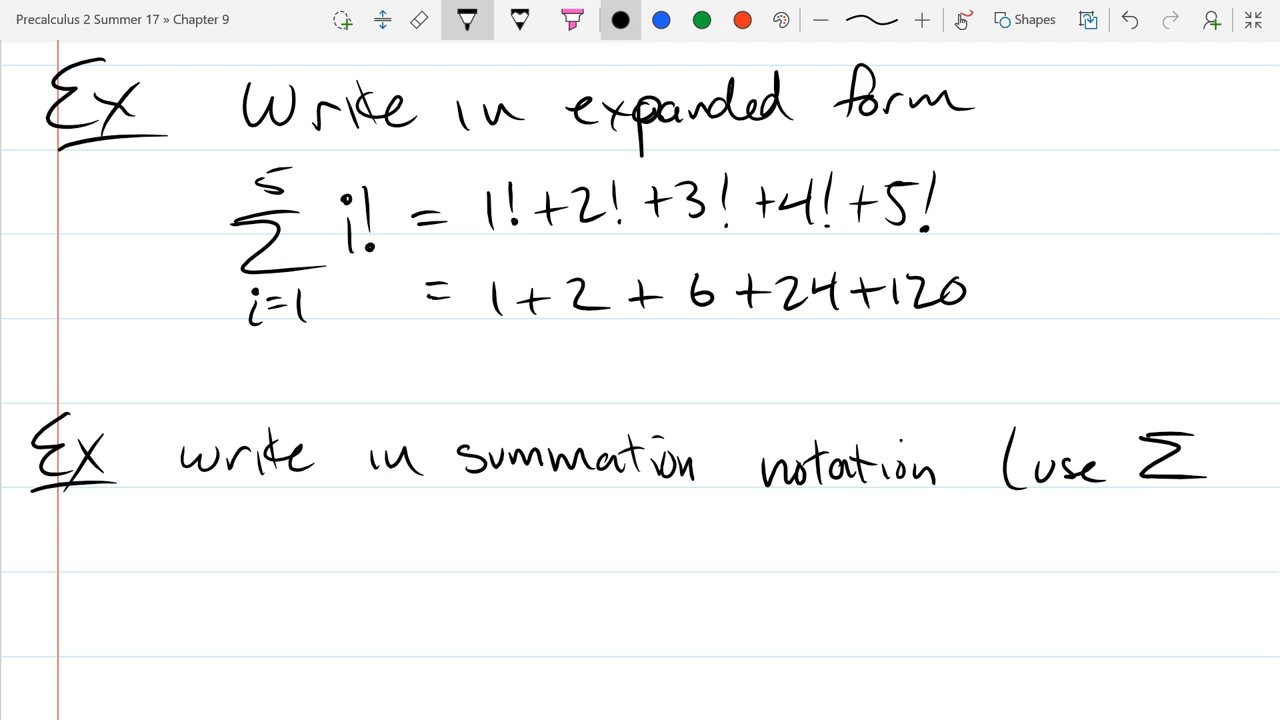 Precalculus 2 Summer 17 » Chapter 9
Shapes
Ex Write in expanded form
5
∑ i! = 1! + 2! + 3! + 4! + 5!
i=1 = 1 + 2 + 6 + 24 + 120
Ex write in summation notation (use Σ